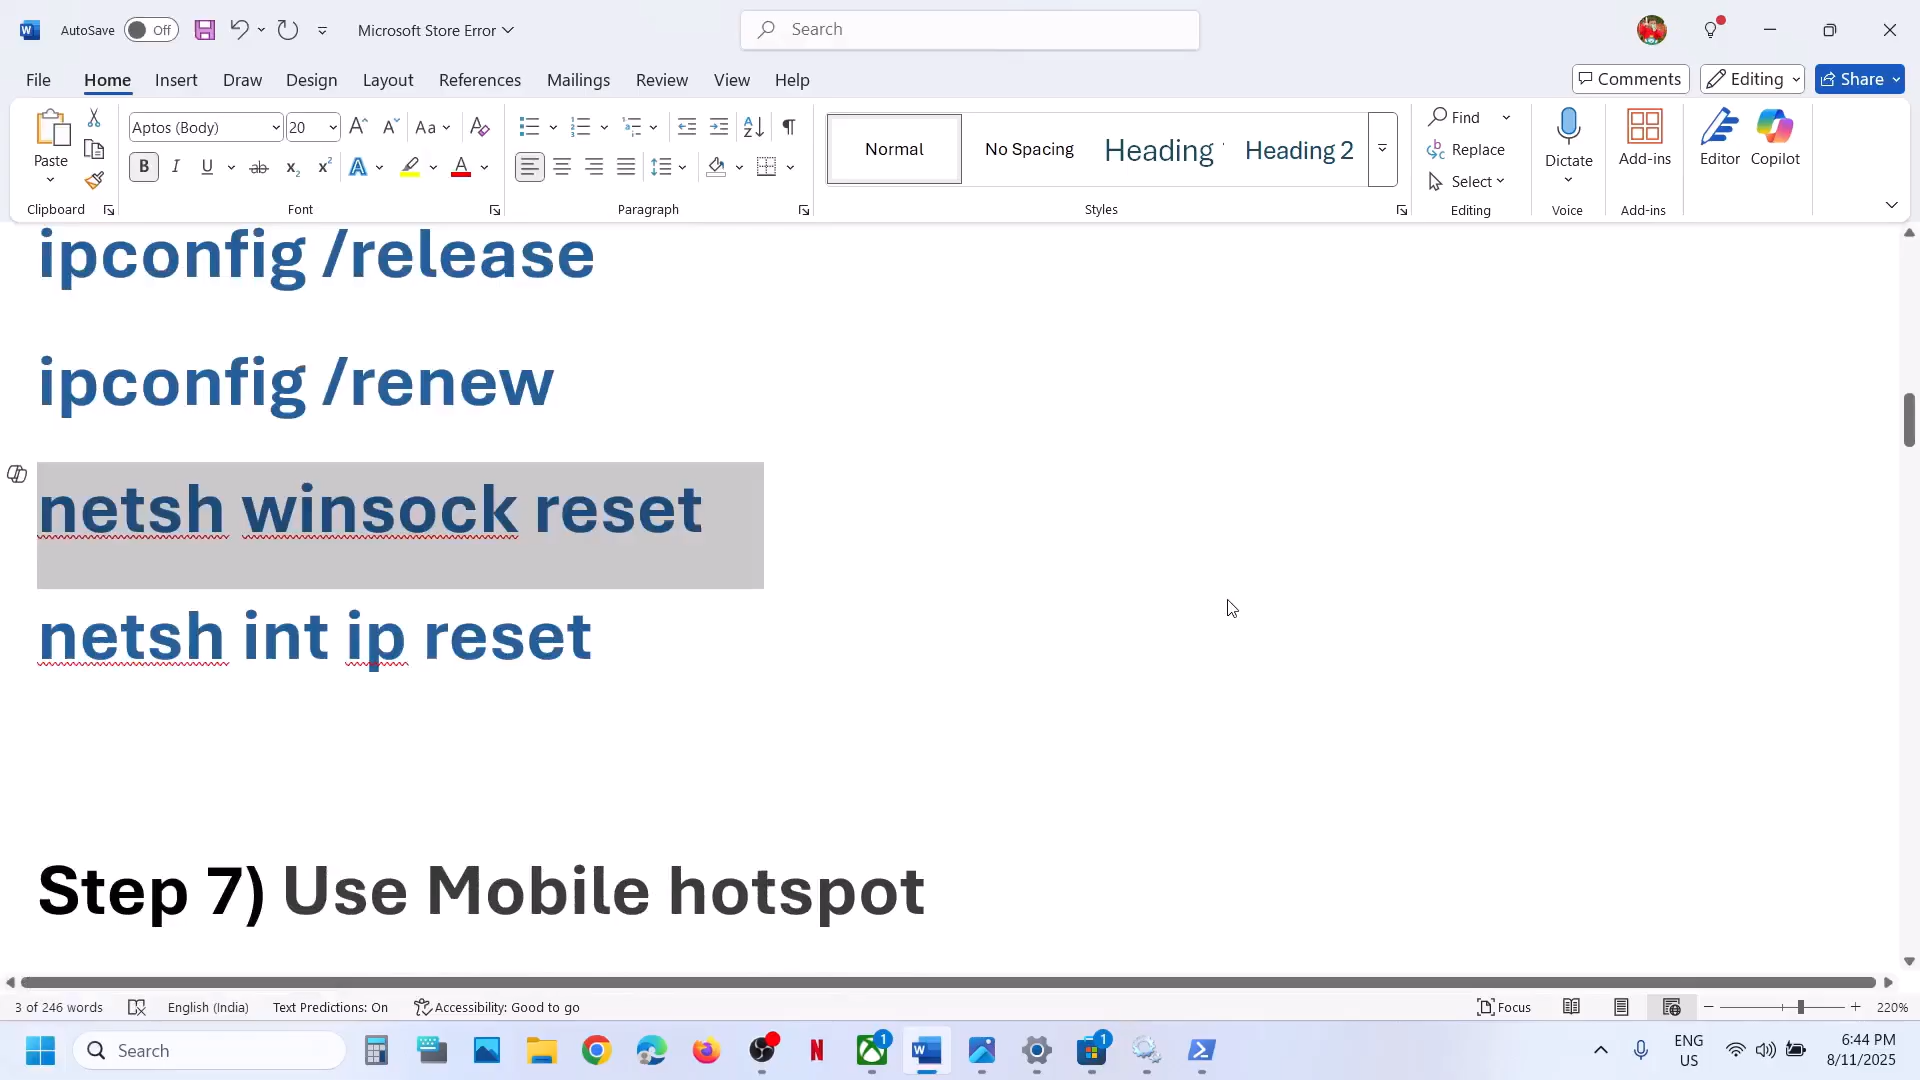 AutoSave Off Microsoft Store Error Search
File Home Insert Draw Design Layout References Mailings Review View Help Comments Editing Share
Paste Aptos (Body) 20 Aa Normal No Spacing Heading Heading 2 Find Replace Select Dictate Add-ins Editor Copilot
Clipboard Font Paragraph Styles Editing Voice Add-ins
ipconfig /release
ipconfig /renew
netsh winsock reset
netsh int ip reset
Step 7) Use Mobile hotspot
3 of 246 words English (India) Text Predictions: On Accessibility: Good to go Focus 220%
Search 1 1 ENG US 6:44 PM 8/11/2025